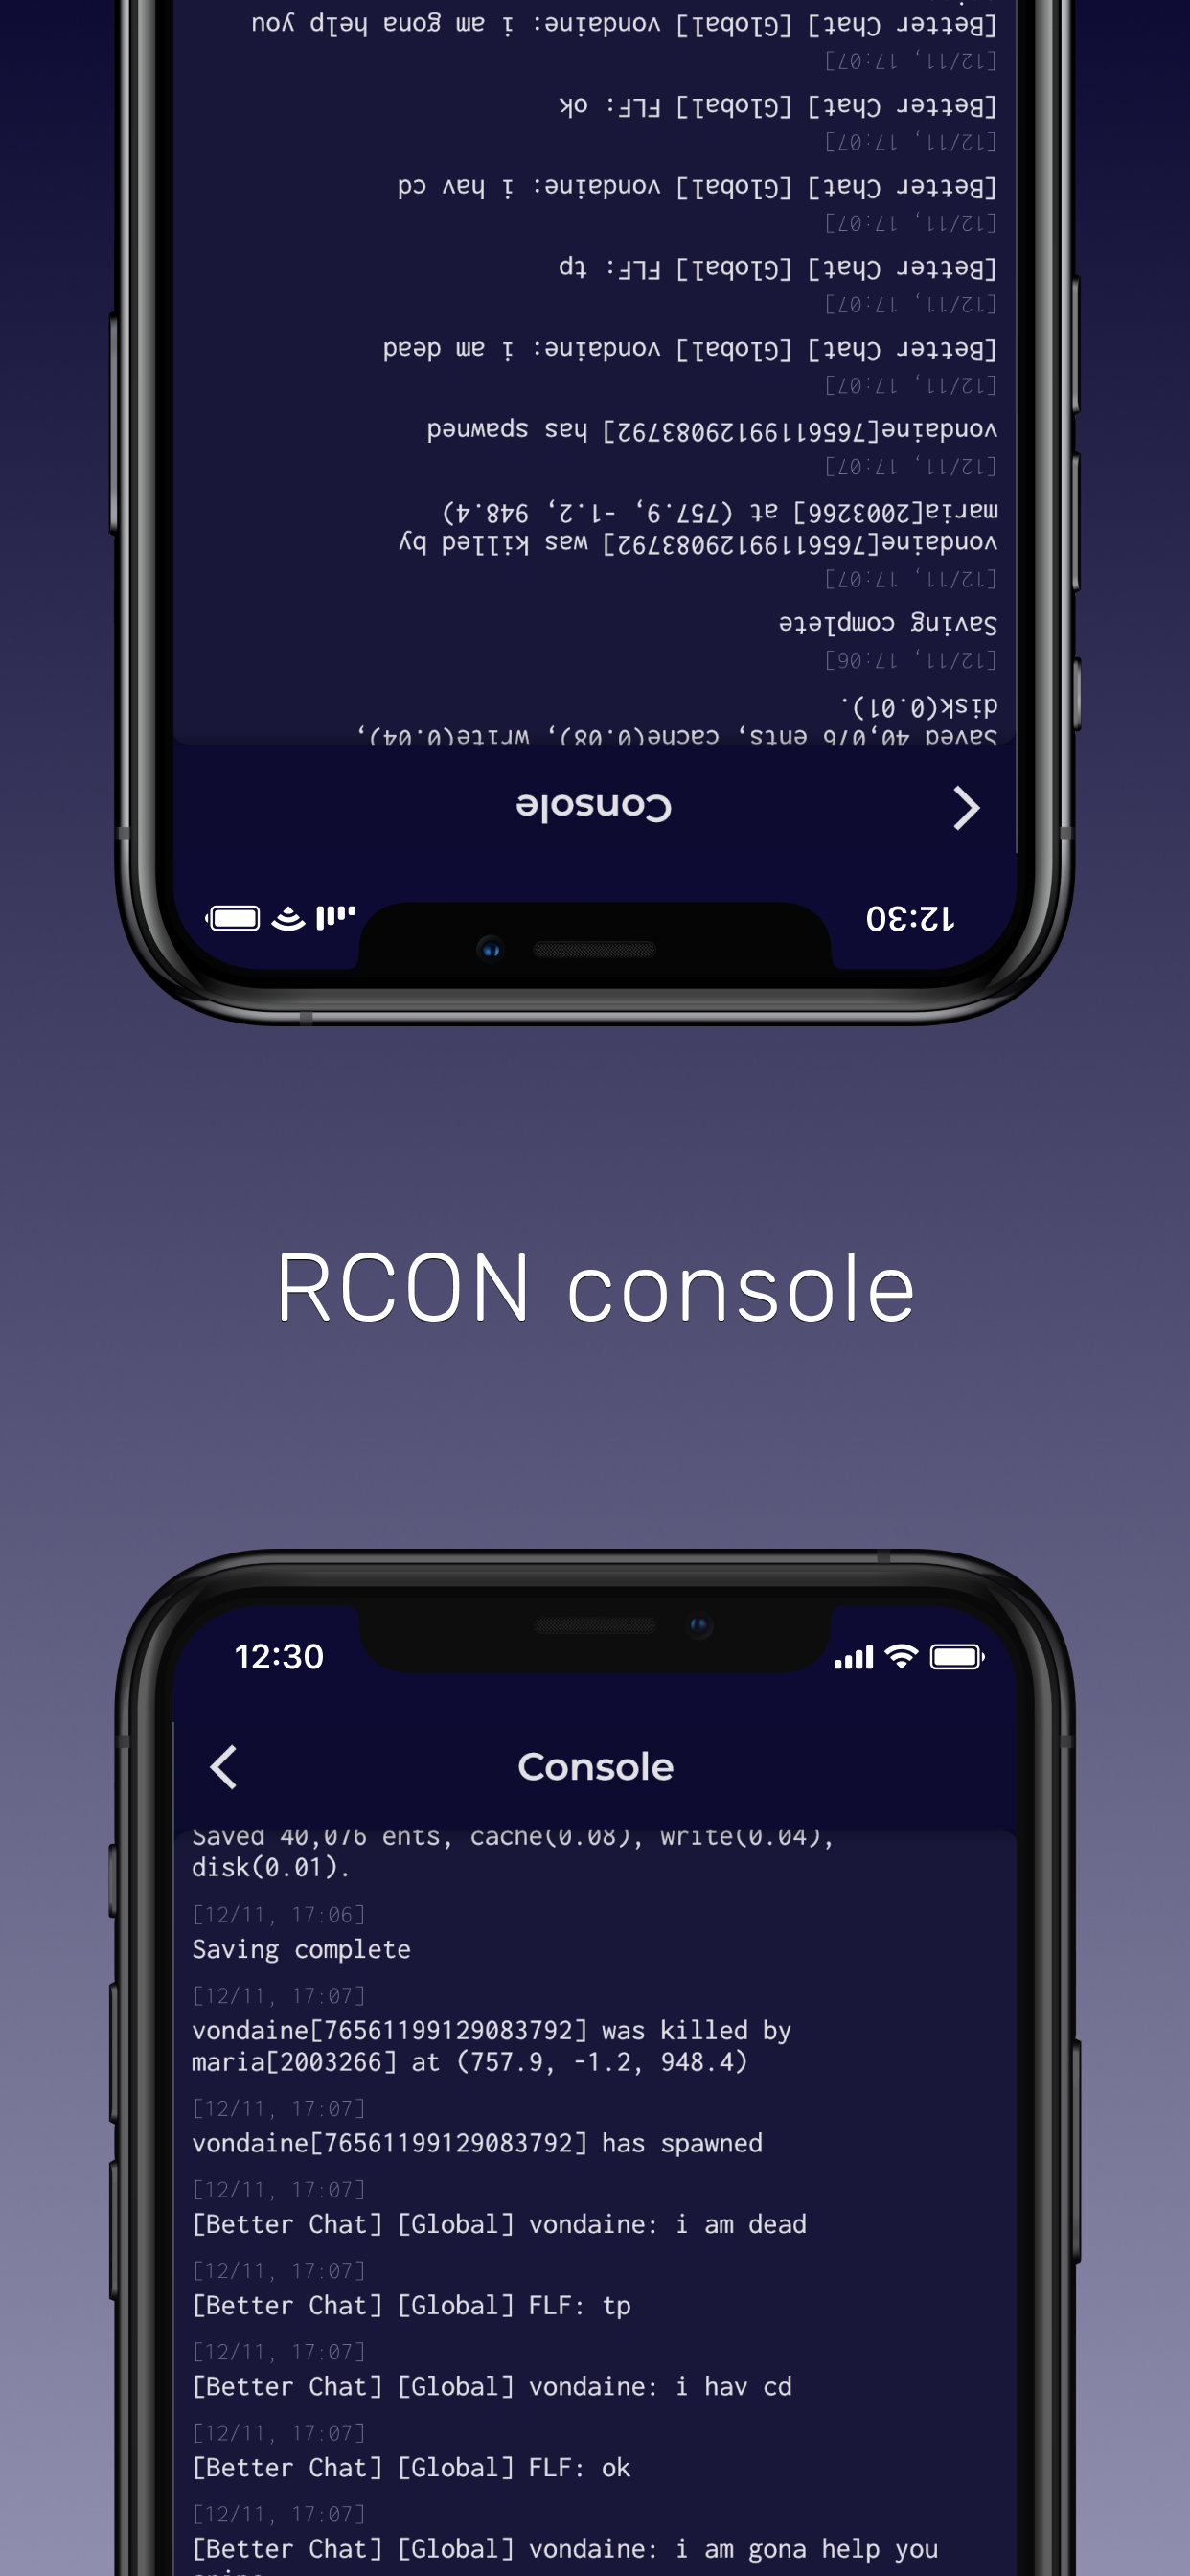 12:30
Console
Saved 40,076 ents, cache(0.08), write(0.04),
disk(0.01).
[12/11, 17:06]
Saving complete
[12/11, 17:07]
vondaine[76561199129083792] was killed by
maria[2003266] at (757.9, -1.2, 948.4)
[12/11, 17:07]
vondaine[76561199129083792] has spawned
[12/11, 17:07]
[Better Chat] [Global] vondaine: i am dead
[12/11, 17:07]
[Better Chat] [Global] FLF: tp
[12/11, 17:07]
[Better Chat] [Global] vondaine: i hav cd
[12/11, 17:07]
[Better Chat] [Global] FLF: ok
[12/11, 17:07]
[Better Chat] [Global] vondaine: i am gona help you
RCON console
12:30
Console
Saved 40,076 ents, cache(0.08), write(0.04),
disk(0.01).
[12/11, 17:06]
Saving complete
[12/11, 17:07]
vondaine[76561199129083792] was killed by
maria[2003266] at (757.9, -1.2, 948.4)
[12/11, 17:07]
vondaine[76561199129083792] has spawned
[12/11, 17:07]
[Better Chat] [Global] vondaine: i am dead
[12/11, 17:07]
[Better Chat] [Global] FLF: tp
[12/11, 17:07]
[Better Chat] [Global] vondaine: i hav cd
[12/11, 17:07]
[Better Chat] [Global] FLF: ok
[12/11, 17:07]
[Better Chat] [Global] vondaine: i am gona help you